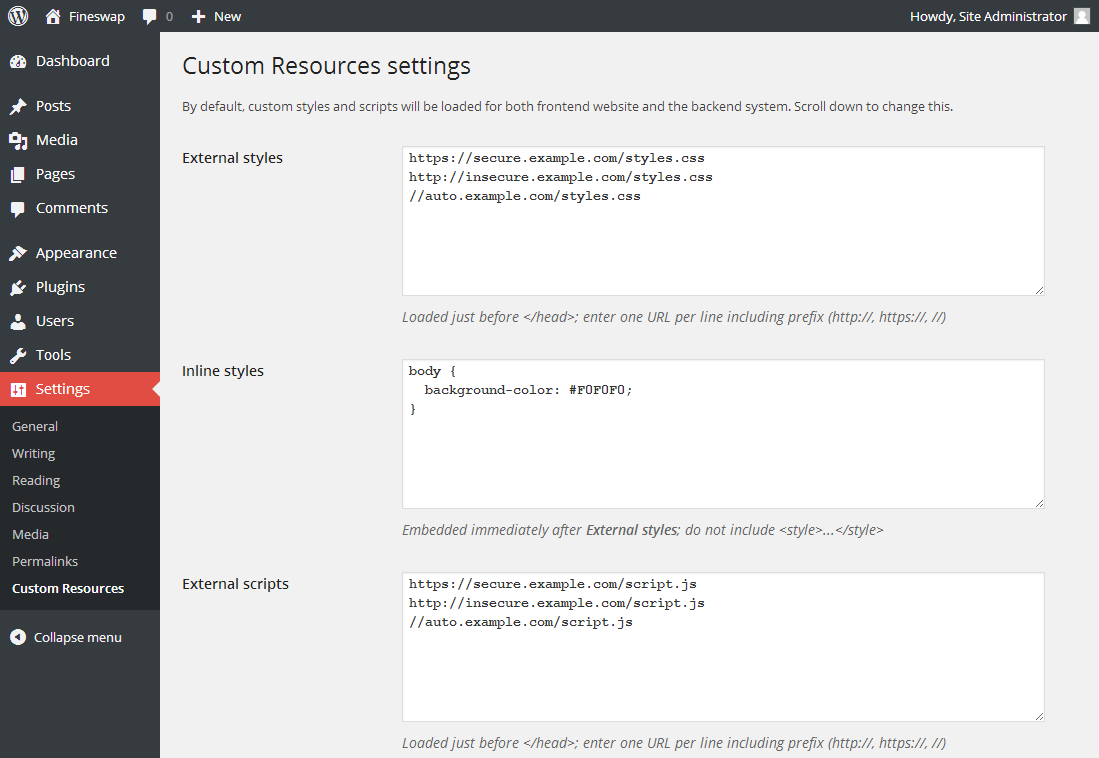 Fineswap 0 New Howdy, Site Administrator
Dashboard
Posts
Media
Pages
Comments
Appearance
Plugins
Users
Tools
Settings
General
Writing
Reading
Discussion
Media
Permalinks
Custom Resources
Collapse menu
Custom Resources settings
By default, custom styles and scripts will be loaded for both frontend website and the backend system. Scroll down to change this.
External styles
https://secure.example.com/styles.css
http://insecure.example.com/styles.css
//auto.example.com/styles.css
Loaded just before </head>; enter one URL per line including prefix (http://, https://, //)
Inline styles
body {
  background-color: #F0F0F0;
}
Embedded immediately after External styles; do not include <style>...</style>
External scripts
https://secure.example.com/script.js
http://insecure.example.com/script.js
//auto.example.com/script.js
Loaded just before </head>; enter one URL per line including prefix (http://, https://, //)